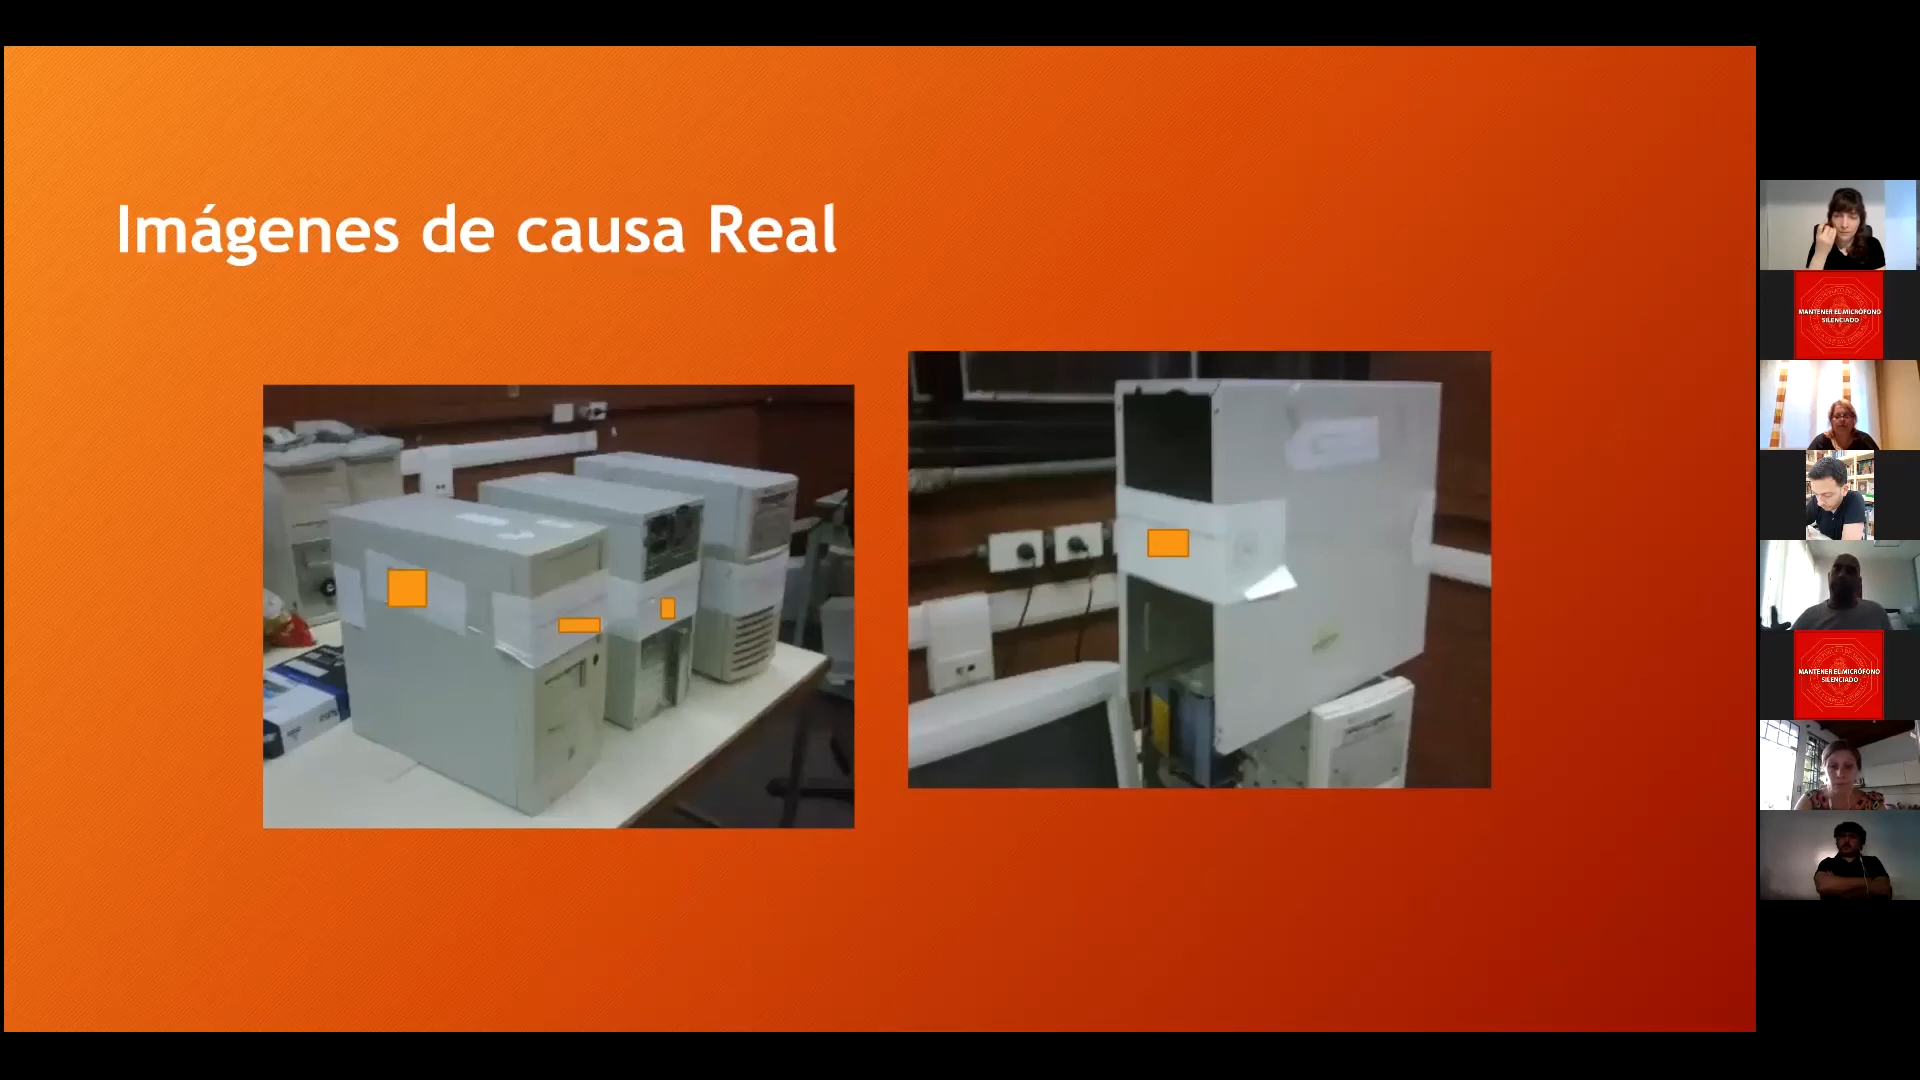 Imágenes de causa Real
MANTENER EL MICRÓFONO
SILENCIADO
MANTENER EL MICRÓFONO
SILENCIADO